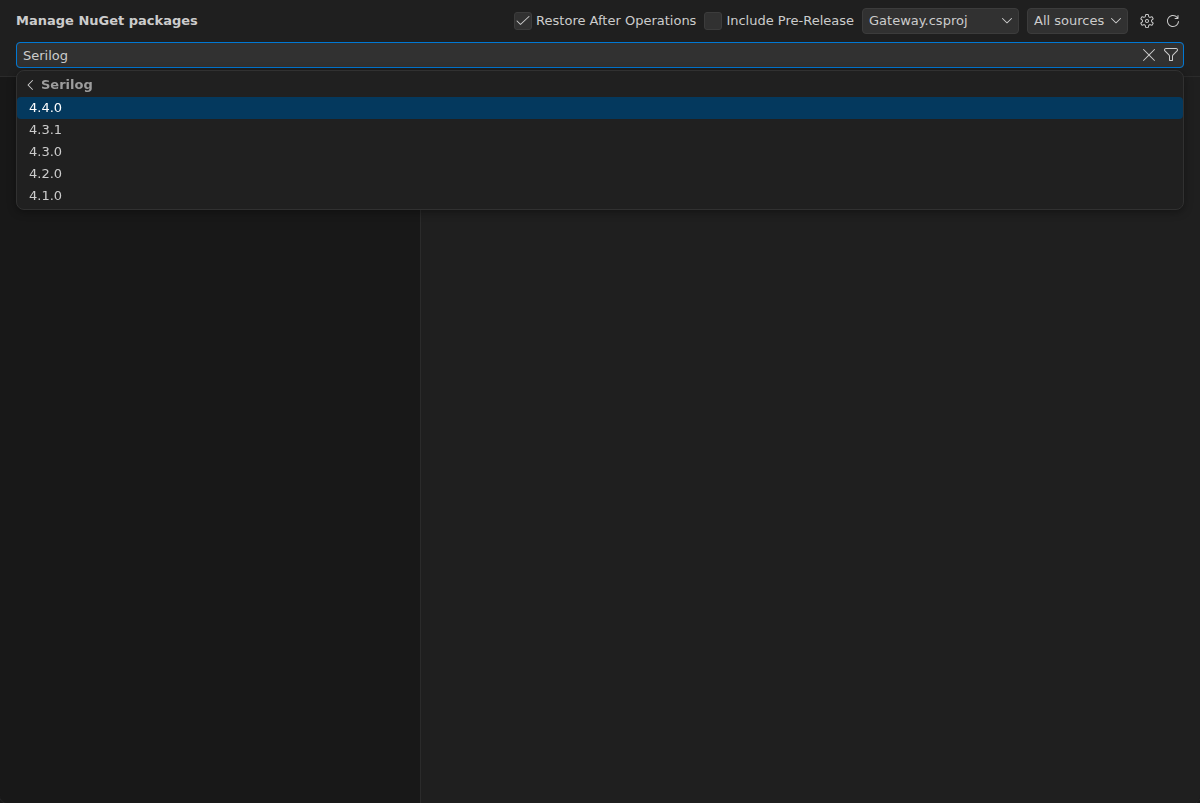 Manage NuGet packages
Restore After Operations
Include Pre-Release
Gateway.csproj
All sources
Serilog
Serilog
4.4.0
4.3.1
4.3.0
4.2.0
4.1.0